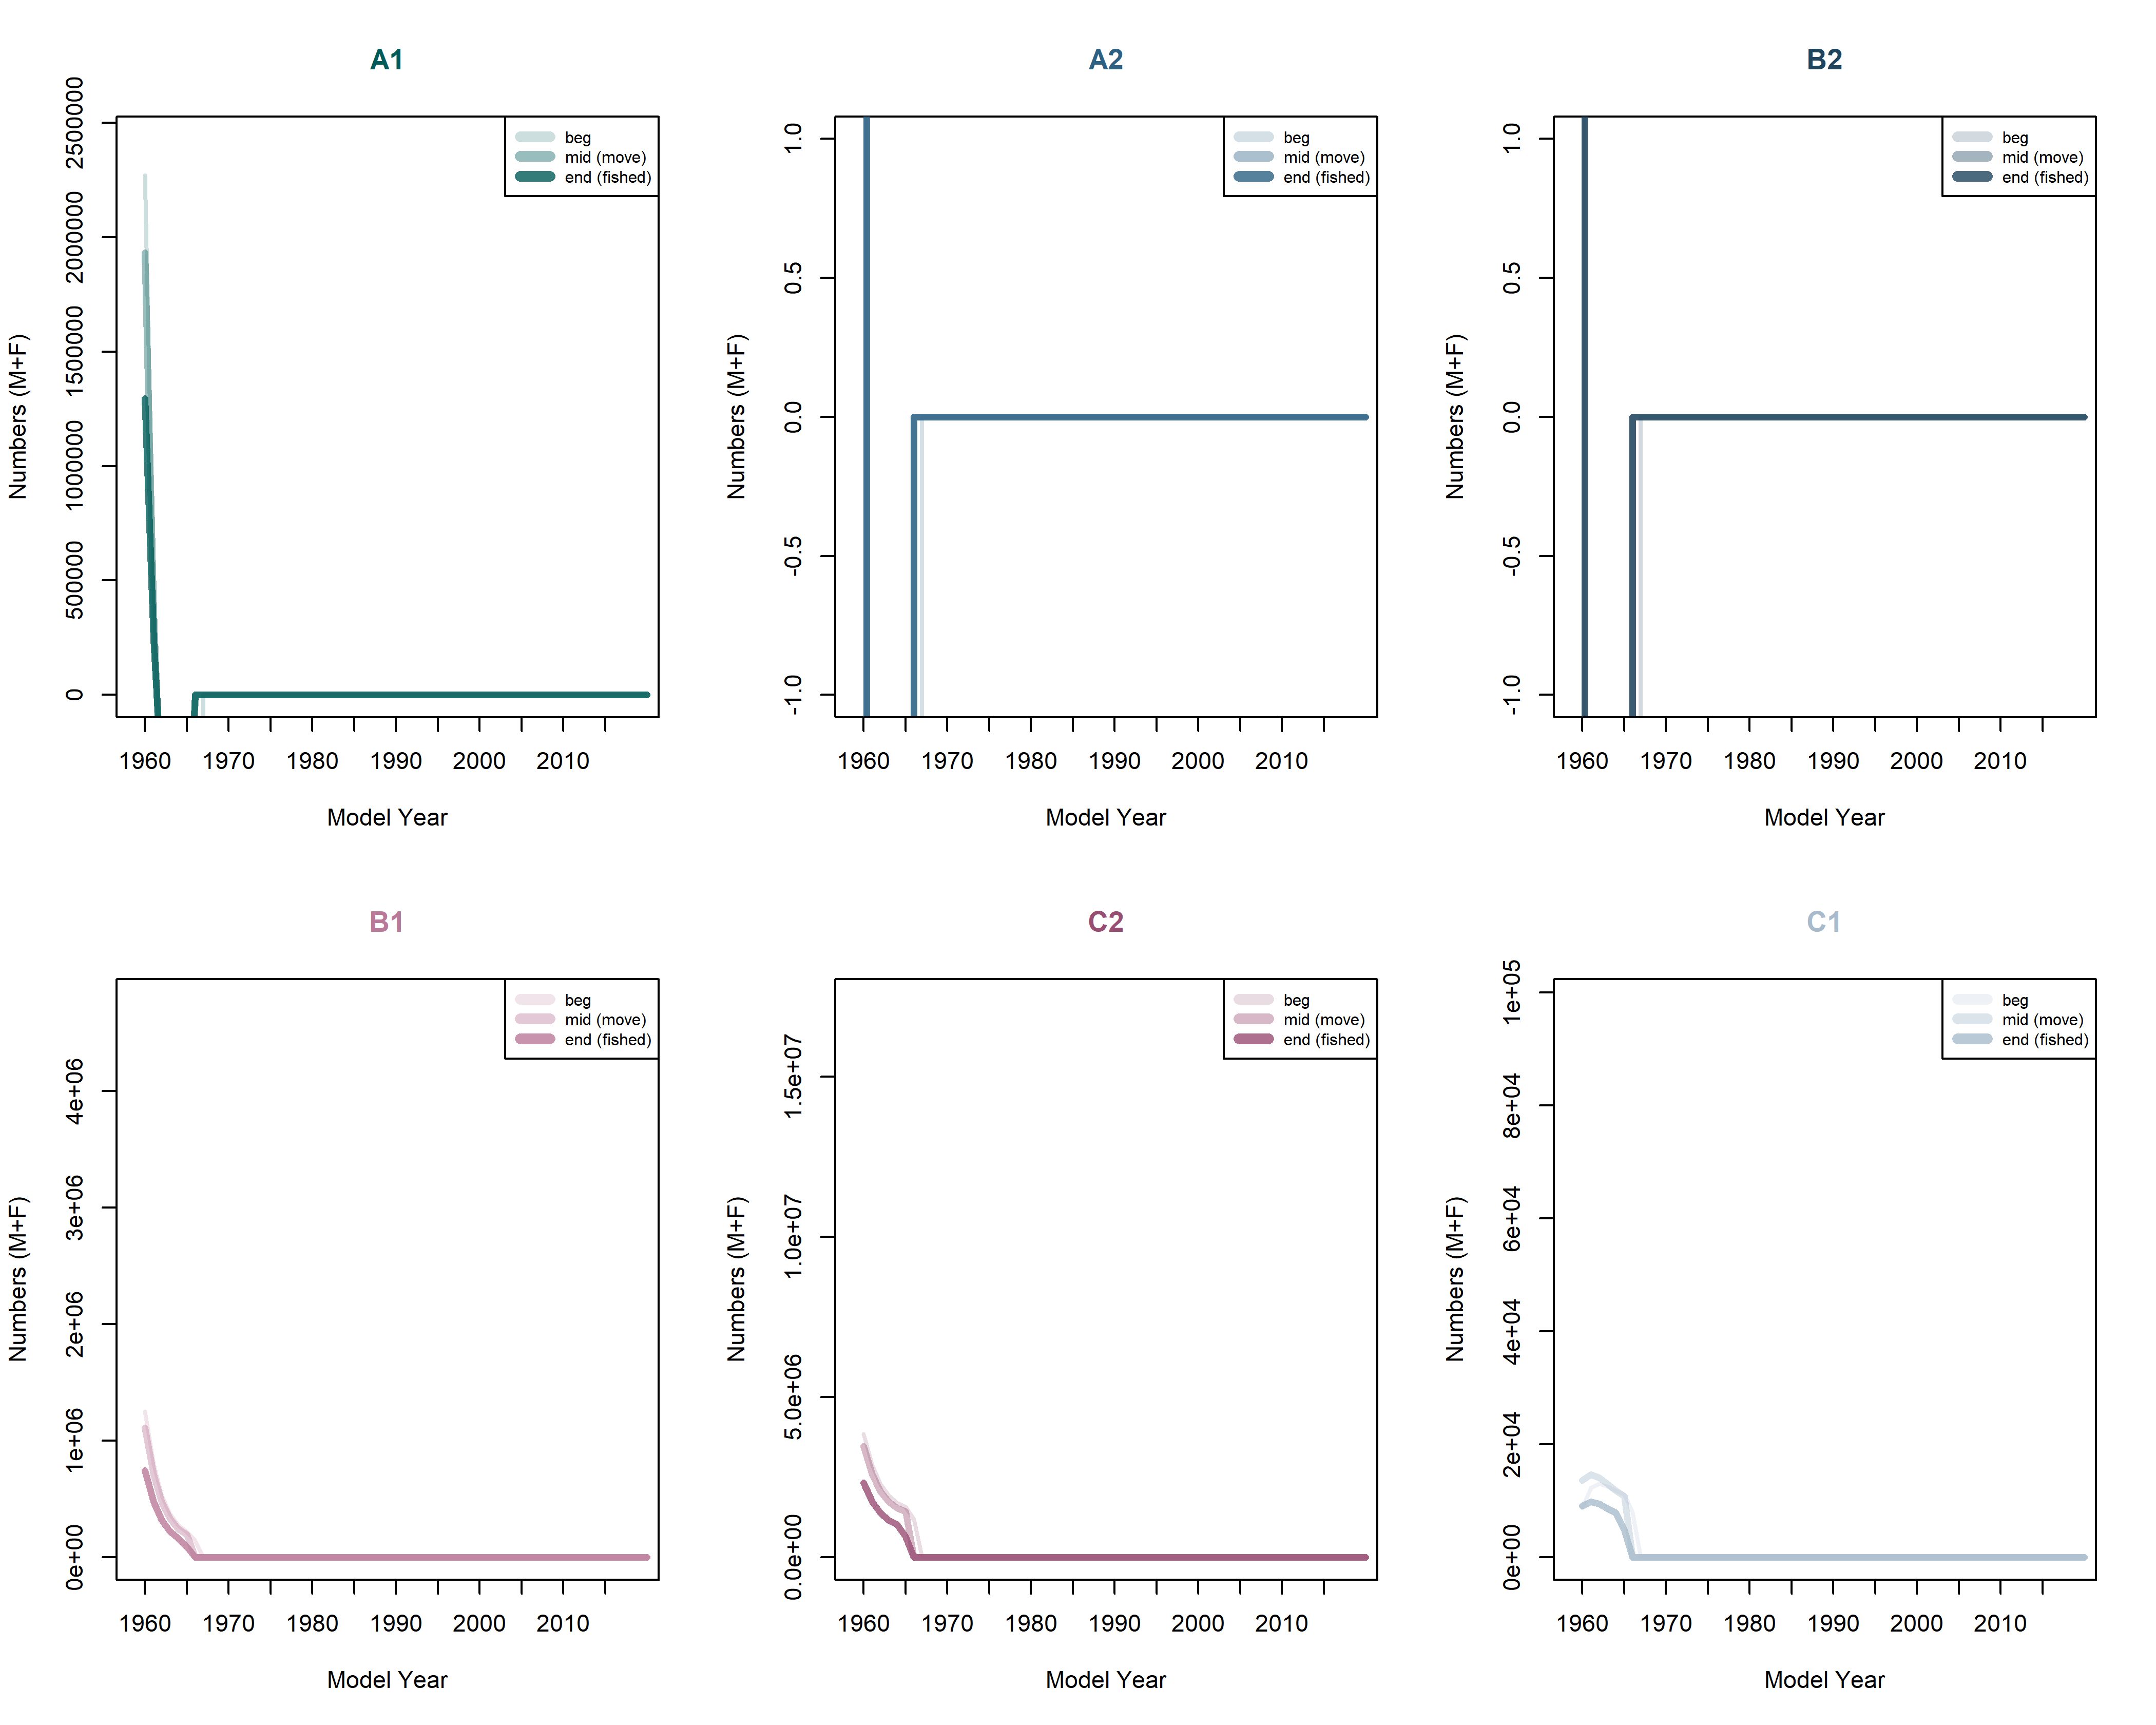 A1
Numbers (M+F)
2500000
2000000
1500000
1000000
500000
0
beg
mid (move)
end (fished)
1960 1970 1980 1990 2000 2010
Model Year
A2
Numbers (M+F)
1.0
0.5
0.0
-0.5
-1.0
beg
mid (move)
end (fished)
1960 1970 1980 1990 2000 2010
Model Year
B2
Numbers (M+F)
1.0
0.5
0.0
-0.5
-1.0
beg
mid (move)
end (fished)
1960 1970 1980 1990 2000 2010
Model Year
B1
Numbers (M+F)
4e+06
3e+06
2e+06
1e+06
0e+00
beg
mid (move)
end (fished)
1960 1970 1980 1990 2000 2010
Model Year
C2
Numbers (M+F)
1.5e+07
1.0e+07
5.0e+06
0.0e+00
beg
mid (move)
end (fished)
1960 1970 1980 1990 2000 2010
Model Year
C1
Numbers (M+F)
1e+05
8e+04
6e+04
4e+04
2e+04
0e+00
beg
mid (move)
end (fished)
1960 1970 1980 1990 2000 2010
Model Year